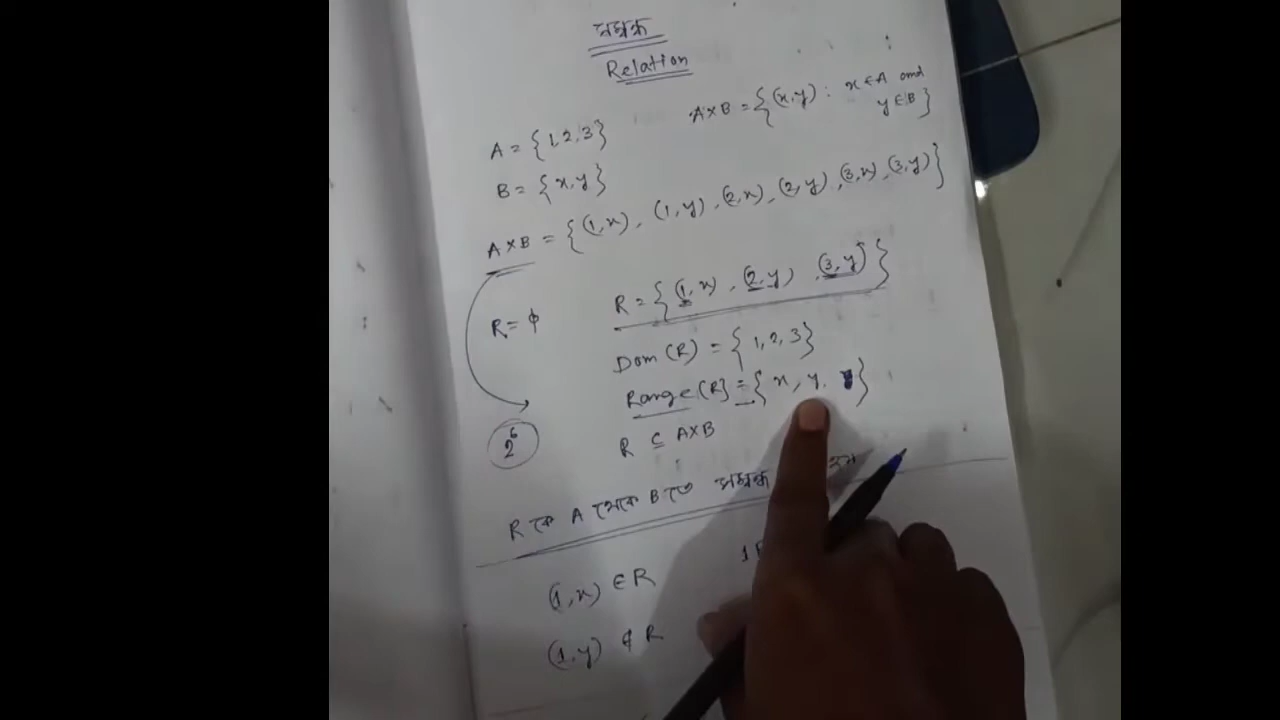 সম্বন্ধ
Relation
A = {1,2,3}
A×B = {(x,y) : x∈A and y∈B}
B = {x,y}
A×B = {(1,x), (1,y), (2,x), (2,y), (3,x), (3,y)}
R = {(1,x), (2,y), (3,y)}
R = ϕ
Dom (R) = {1,2,3}
Range (R) = {x, y, }
2⁶
R ⊆ A×B
R কে A থেকে B তে সম্বন্ধ
(1,x) ∈ R
(1,y) ∉ R